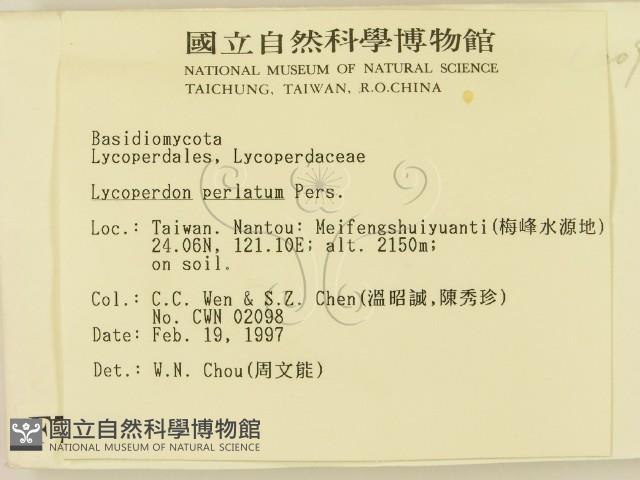 國立自然科學博物館
NATIONAL MUSEUM OF NATURAL SCIENCE
TAICHUNG, TAIWAN, R.O.CHINA
Basidiomycota
Lycoperdales, Lycoperdaceae
Lycoperdon perlatum Pers.
Loc.: Taiwan. Nantou: Meifengshuiyuanti(梅峰水源地)
24.06N, 121.10E; alt. 2150m;
on soil.
Col.: C.C. Wen & S.Z. Chen(溫昭誠,陳秀珍)
No. CWN 02098
Date: Feb. 19, 1997
Det.: W.N. Chou(周文能)
國立自然科學博物館
NATIONAL MUSEUM OF NATURAL SCIENCE